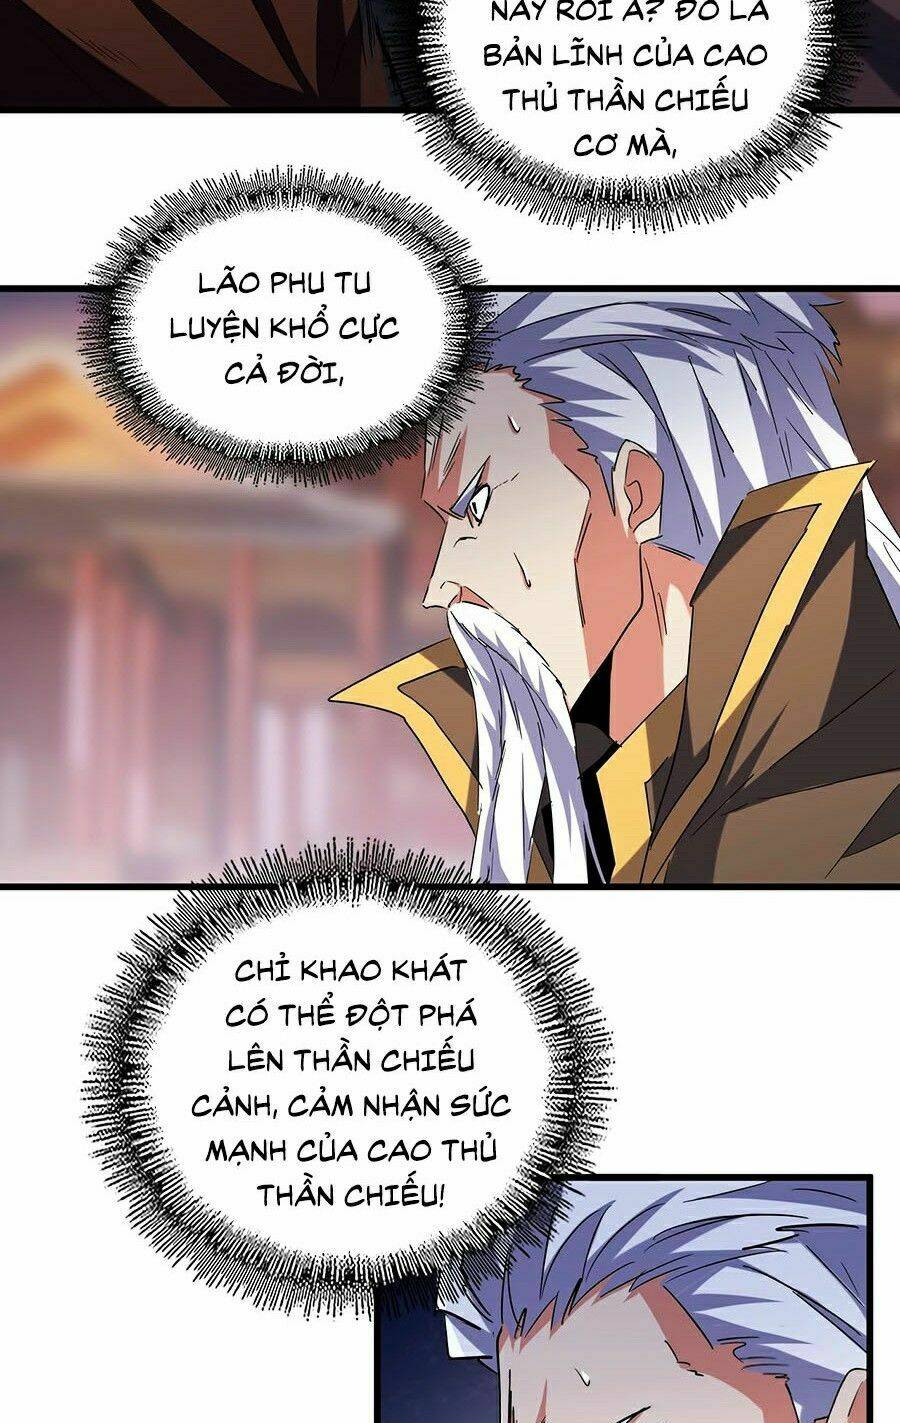 NÀY RỒI À? ĐÓ LÀ
BẢN LĨNH CỦA CAO
THỦ THẦN CHIẾU
CƠ MÀ,
LÃO PHU TU
LUYỆN KHỔ CỰC
CẢ ĐỜI,
CHỈ KHAO KHÁT
CÓ THỂ ĐỘT PHÁ
LÊN THẦN CHIẾU
CẢNH, CẢM NHẬN SỨC
MẠNH CỦA CAO THỦ
THẦN CHIẾU!